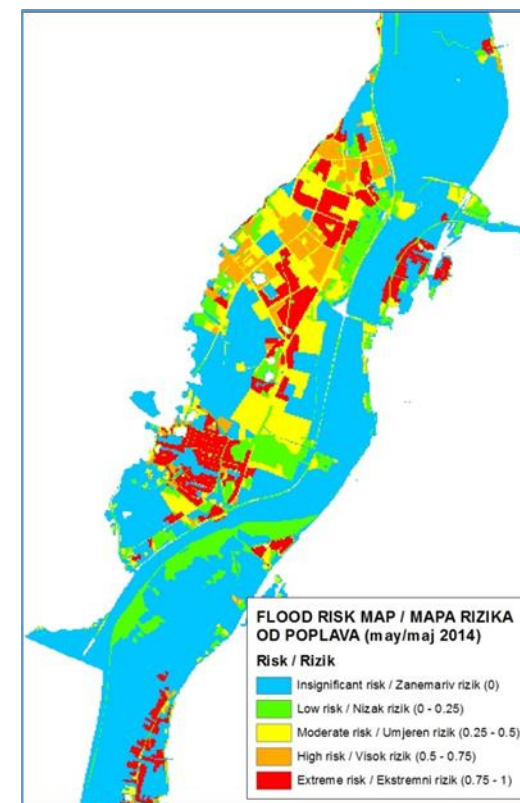 FLOOD RISK MAP / MAPA RIZIKA
OD POPLAVA (may/maj 2014)
Risk / Rizik
Insignificant risk / Zanemariv rizik (0)
Low risk / Nizak rizik (0 - 0.25)
Moderate risk / Umjeren rizik (0.25 - 0.5)
High risk / Visok rizik (0.5 - 0.75)
Extreme risk / Ekstremni rizik (0.75 - 1)